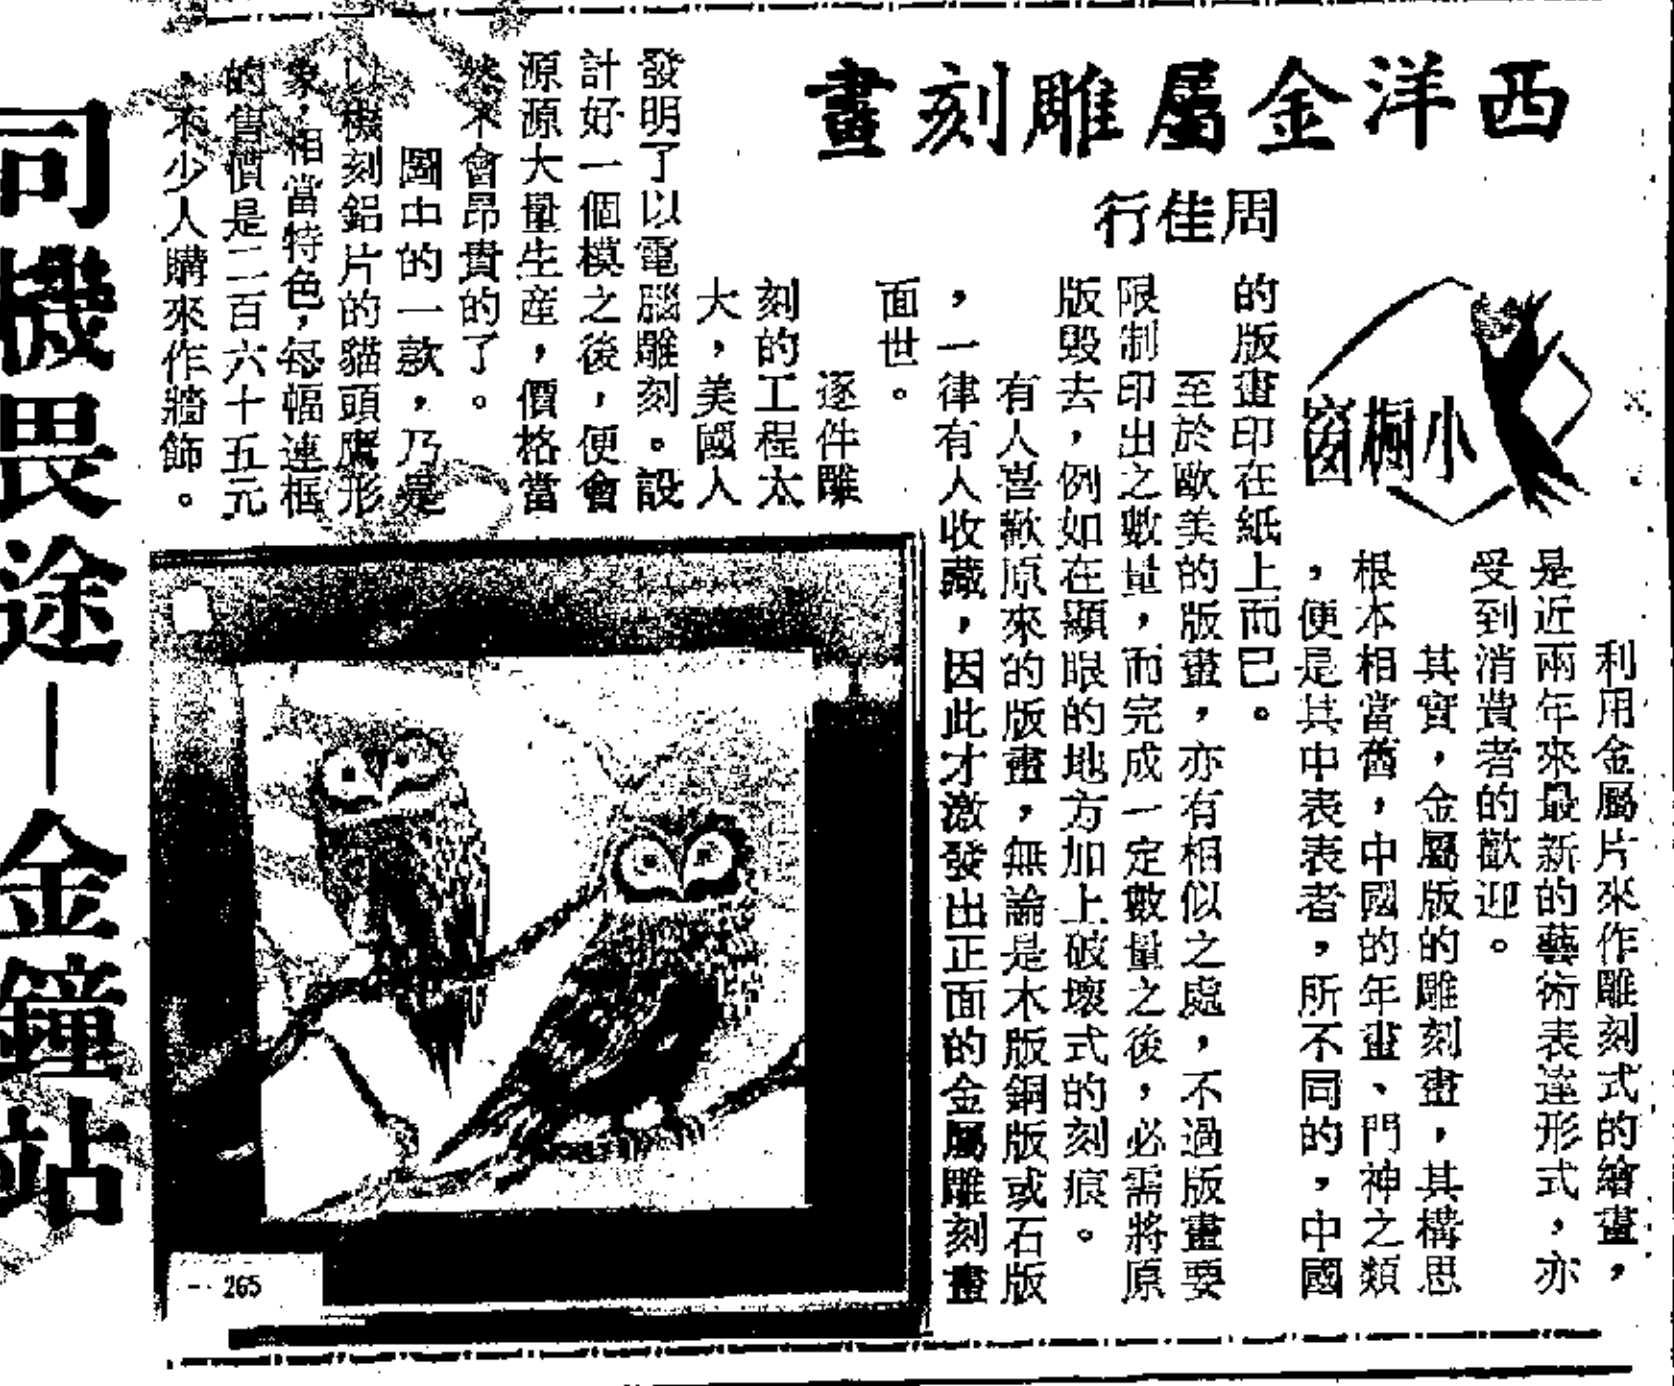 西洋金屬雕刻畫
周佳行
小櫥窗
利用金屬片來作雕刻式的繪畫，
是近兩年來最新的藝術表達形式，亦
受到消費者的歡迎。
其實，金屬版的雕刻畫，其構思
根本相當舊，中國的年畫、門神之類
，便是其中表表者，所不同的，中國
的版畫印在紙上而已。
至於歐美的版畫，亦有相似之處，不過版畫要
限制印出之數量，而完成一定數量之後，必需將原
版毀去，例如在顯眼的地方加上破壞式的刻痕。
有人喜歡原來的版畫，無論是木版銅版或石版
，一律有人收藏，因此才激發出正面的金屬雕刻畫
面世。
逐件雕
刻的工程太
大，美國人
發明了以電腦雕刻。設
計好一個模之後，便會
源源大量生產，價格當
然不會昂貴的了。
圖中的一款，乃是
以機刻鋁片的貓頭鷹形
象，相當特色，每幅連框
的售價是二百六十五元
，不少人購來作牆飾。
265
司機畏途—金鐘站